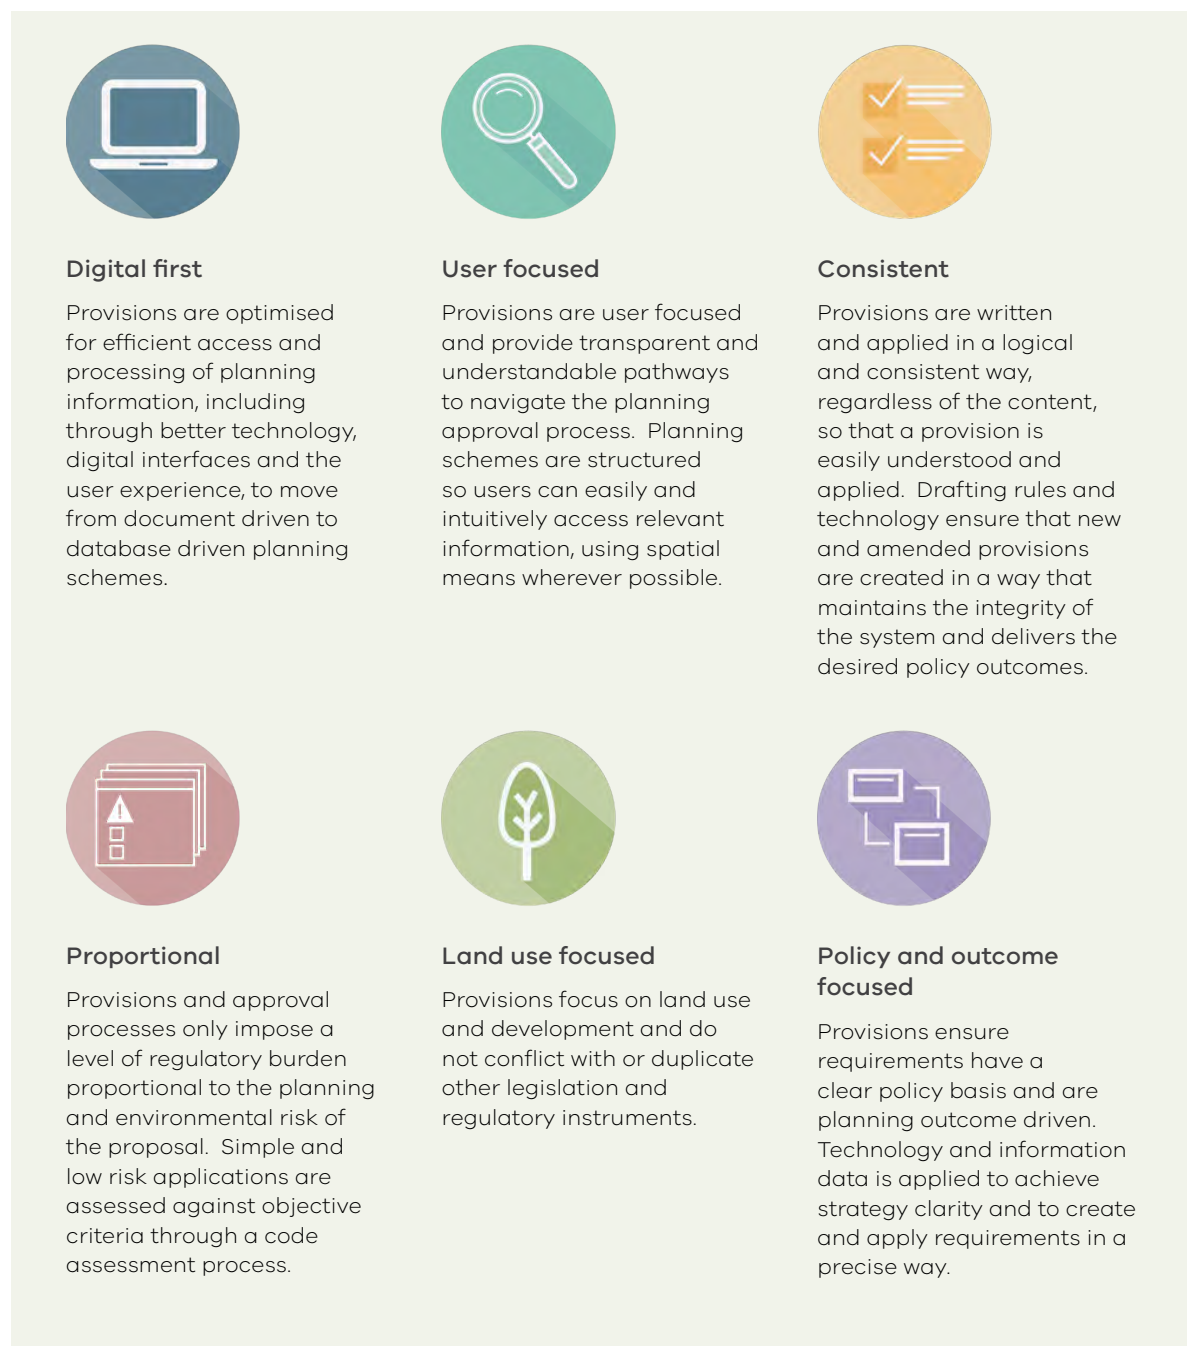 Digital first
Provisions are optimised
for efficient access and
processing of planning
information, including
through better technology,
digital interfaces and the
user experience, to move
from document driven to
database driven planning
schemes.
User focused
Provisions are user focused
and provide transparent and
understandable pathways
to navigate the planning
approval process.  Planning
schemes are structured
so users can easily and
intuitively access relevant
information, using spatial
means wherever possible.
Consistent
Provisions are written
and applied in a logical
and consistent way,
regardless of the content,
so that a provision is
easily understood and
applied.  Drafting rules and
technology ensure that new
and amended provisions
are created in a way that
maintains the integrity of
the system and delivers the
desired policy outcomes.
Proportional
Provisions and approval
processes only impose a
level of regulatory burden
proportional to the planning
and environmental risk of
the proposal.  Simple and
low risk applications are
assessed against objective
criteria through a code
assessment process.
Land use focused
Provisions focus on land use
and development and do
not conflict with or duplicate
other legislation and
regulatory instruments.
Policy and outcome
focused
Provisions ensure
requirements have a
clear policy basis and are
planning outcome driven.
Technology and information
data is applied to achieve
strategy clarity and to create
and apply requirements in a
precise way.